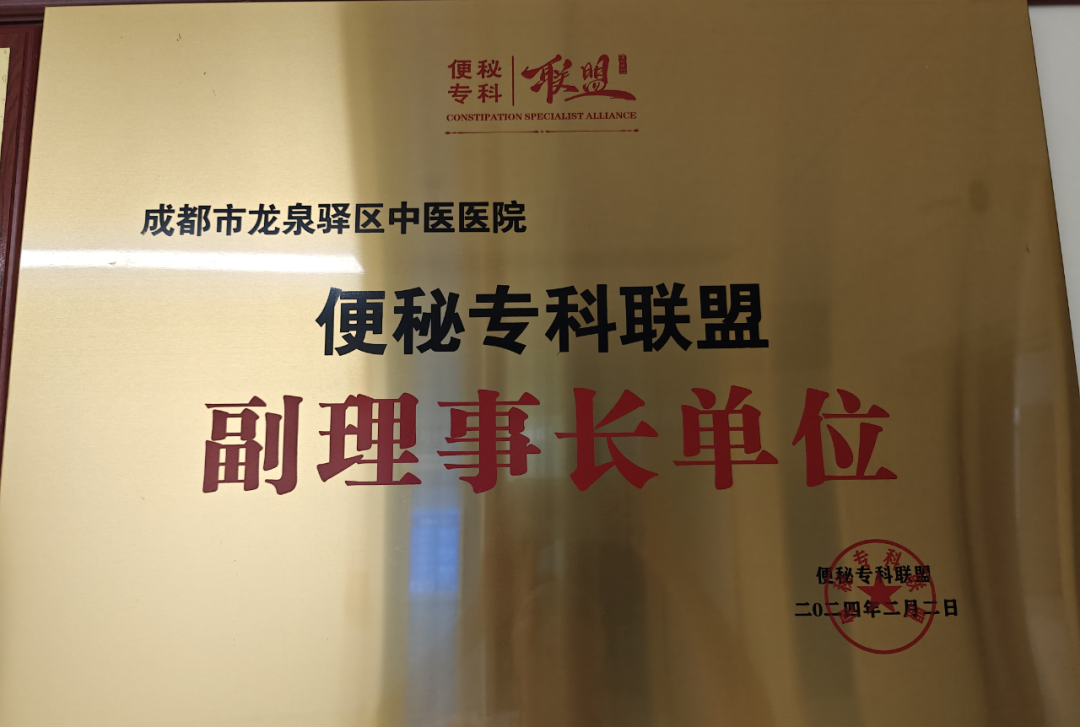 便秘
专科
联盟
CONSTIPATION SPECIALIST ALLIANCE
成都市龙泉驿区中医医院
便秘专科联盟
副理事长单位
便秘专科联盟
二0二四年二月二日